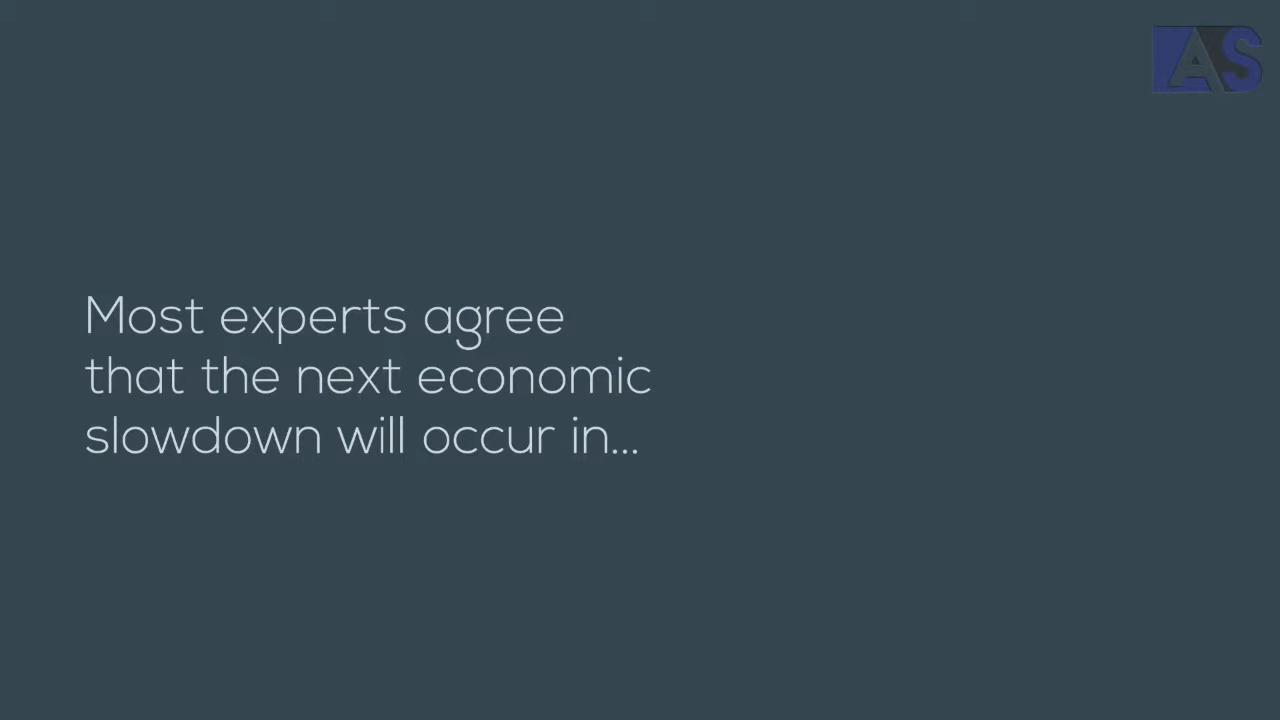 AS
Most experts agree
that the next economic
slowdown will occur in...